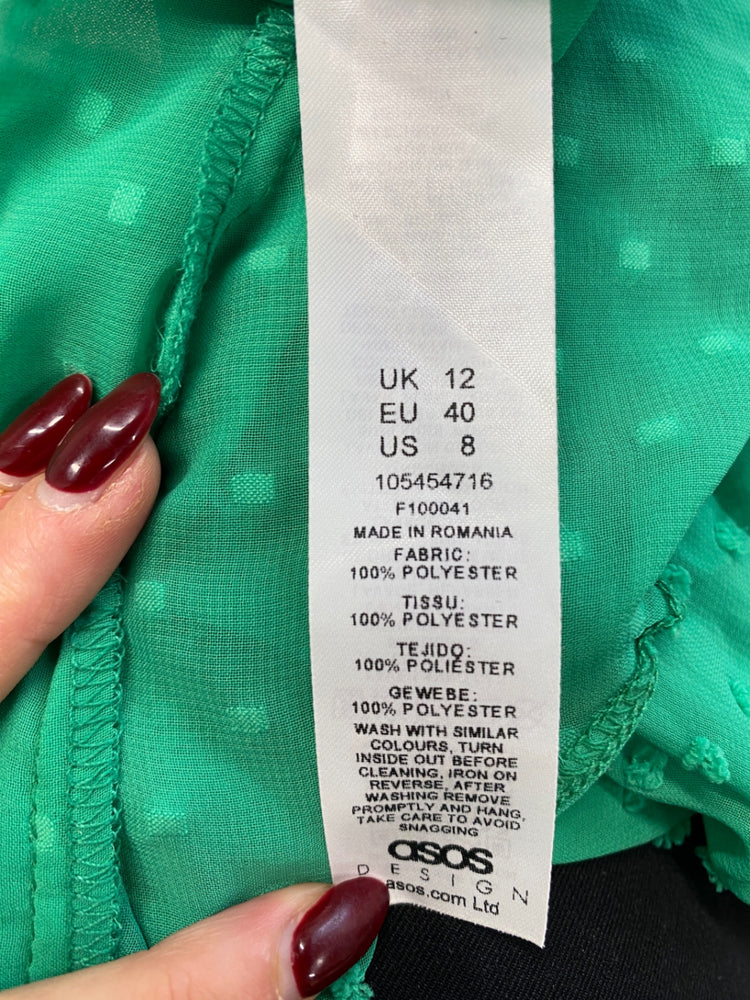 UK 12
EU 40
US 8
105454716
F100041
MADE IN ROMANIA
FABRIC:
100% POLYESTER
TISSU:
100% POLYESTER
TEJIDO:
100% POLIÉSTER
GEWEBE:
100% POLYESTER
WASH WITH SIMILAR
COLOURS, TURN
INSIDE OUT BEFORE
CLEANING, IRON ON
REVERSE, AFTER
WASHING REMOVE
PROMPTLY AND HANG,
TAKE CARE TO AVOID
SNAGGING
asos
DESIGN
asos.com Ltd